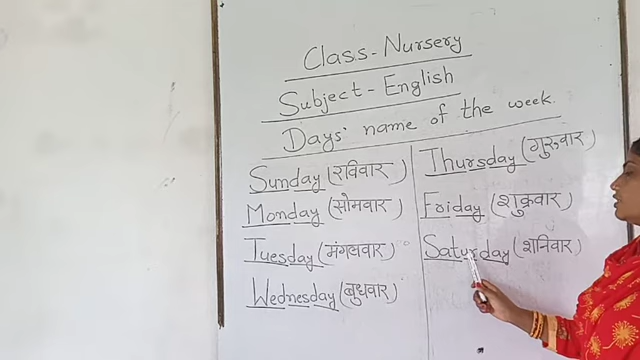 Class-Nursery
Subject-English
Days' name of the week.
Sunday (रविवार)
Monday (सोमवार)
Tuesday (मंगलवार)
Wednesday (बुधवार)
Thursday (गुरुवार)
Friday (शुक्रवार)
Saturday (शनिवार)